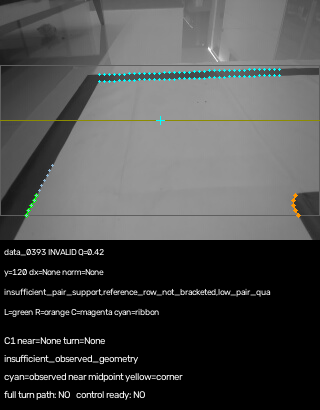 data_0393 INVALID Q=0.42
y=120 dx=None norm=None
insufficient_pair_support,reference_row_not_bracketed,low_pair_qua
L=green R=orange C=magenta cyan=ribbon
C1 near=None turn=None
insufficient_observed_geometry
cyan=observed near midpoint yellow=corner
full turn path: NO control ready: NO